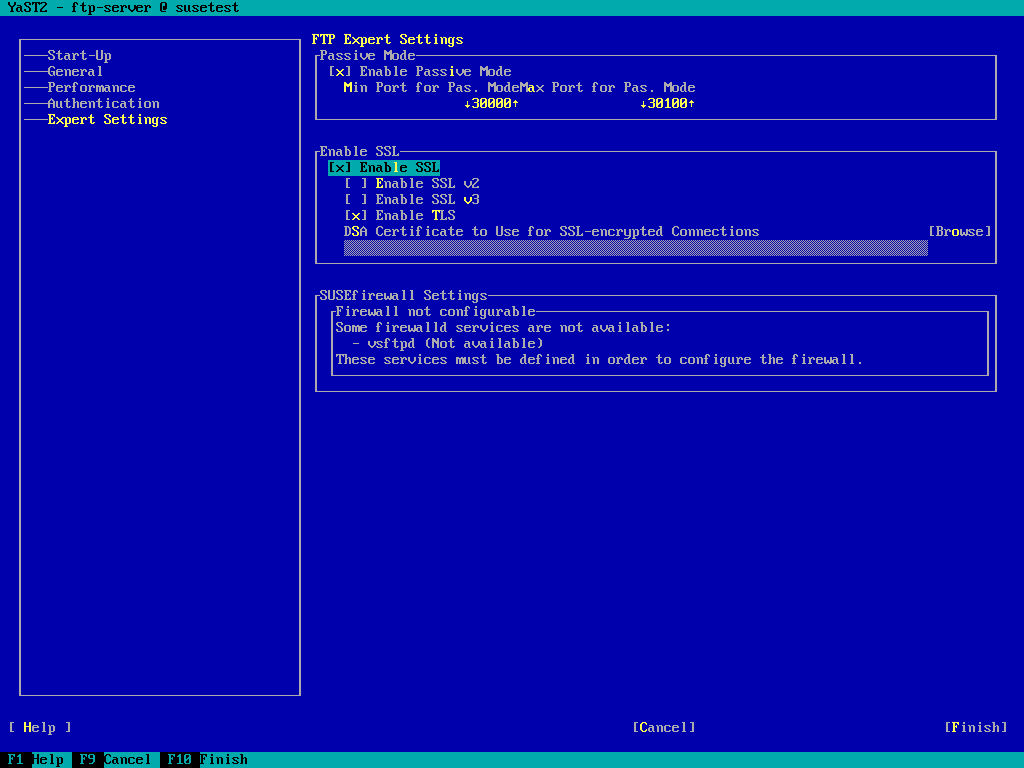 YaST2 - ftp-server @ susetest
Start-Up
General
Performance
Authentication
Expert Settings
FTP Expert Settings
Passive Mode
[x] Enable Passive Mode
Min Port for Pas. ModeMax Port for Pas. Mode
↓30000↑ ↓30100↑
Enable SSL
[x] Enable SSL
[ ] Enable SSL v2
[ ] Enable SSL v3
[x] Enable TLS
DSA Certificate to Use for SSL-encrypted Connections [Browse]
SUSEfirewall Settings
Firewall not configurable
Some firewalld services are not available:
- vsftpd (Not available)
These services must be defined in order to configure the firewall.
[ Help ] [Cancel] [Finish]
F1 Help F9 Cancel F10 Finish